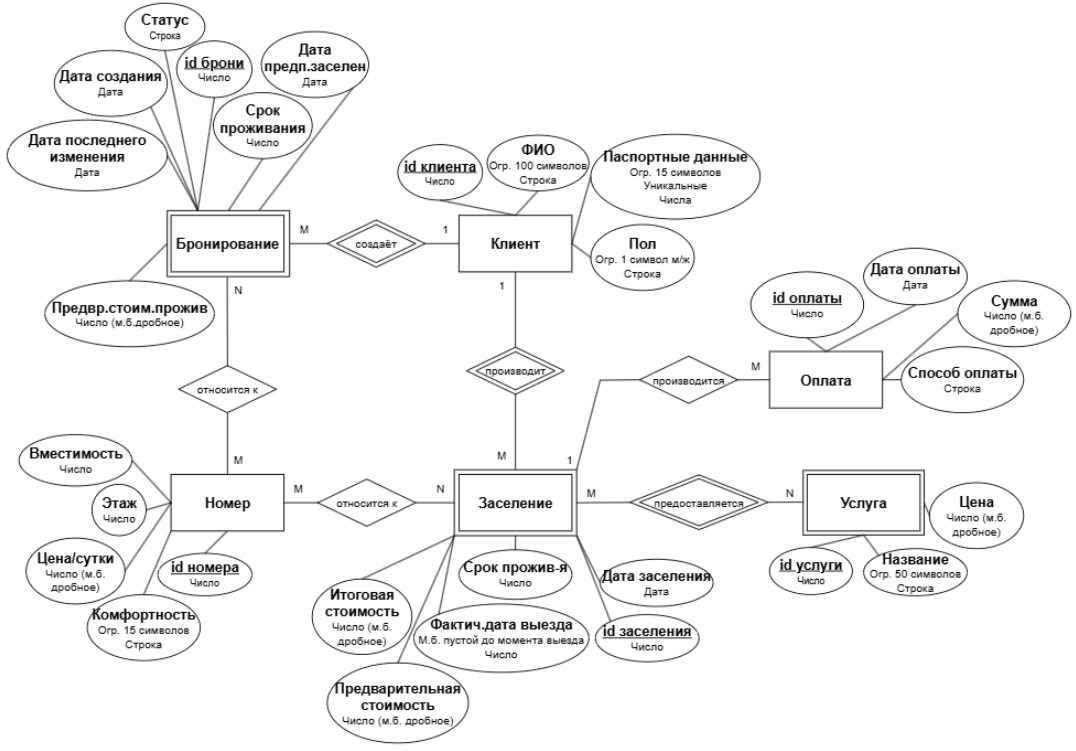 Статус
Строка
id брони
Число
Дата
предп.заселен
Дата
Дата создания
Дата
Срок
проживания
Число
Дата последнего
изменения
Дата
Бронирование
M
создаёт
1
Клиент
id клиента
Число
ФИО
Огр. 100 символов
Строка
Паспортные данные
Огр. 15 символов
Уникальные
Числа
Пол
Огр. 1 символ м/ж
Строка
Предвр.стоим.прожив
Число (м.б.дробное)
N
относится к
M
1
производит
M
id оплаты
Число
Дата оплаты
Дата
Сумма
Число (м.б.
дробное)
Способ оплаты
Строка
Оплата
M
производится
1
Вместимость
Число
Этаж
Число
Цена/сутки
Число (м.б.
дробное)
Комфортность
Огр. 15 символов
Строка
id номера
Число
Номер
M
относится к
N
Заселение
M
предоставляется
N
Услуга
Цена
Число (м.б.
дробное)
id услуги
Число
Название
Огр. 50 символов
Строка
Срок прожив-я
Число
Дата заселения
Дата
Итоговая
стоимость
Число (м.б.
дробное)
Фактич.дата выезда
М.б. пустой до момента выезда
Число
id заселения
Число
Предварительная
стоимость
Число (м.б. дробное)